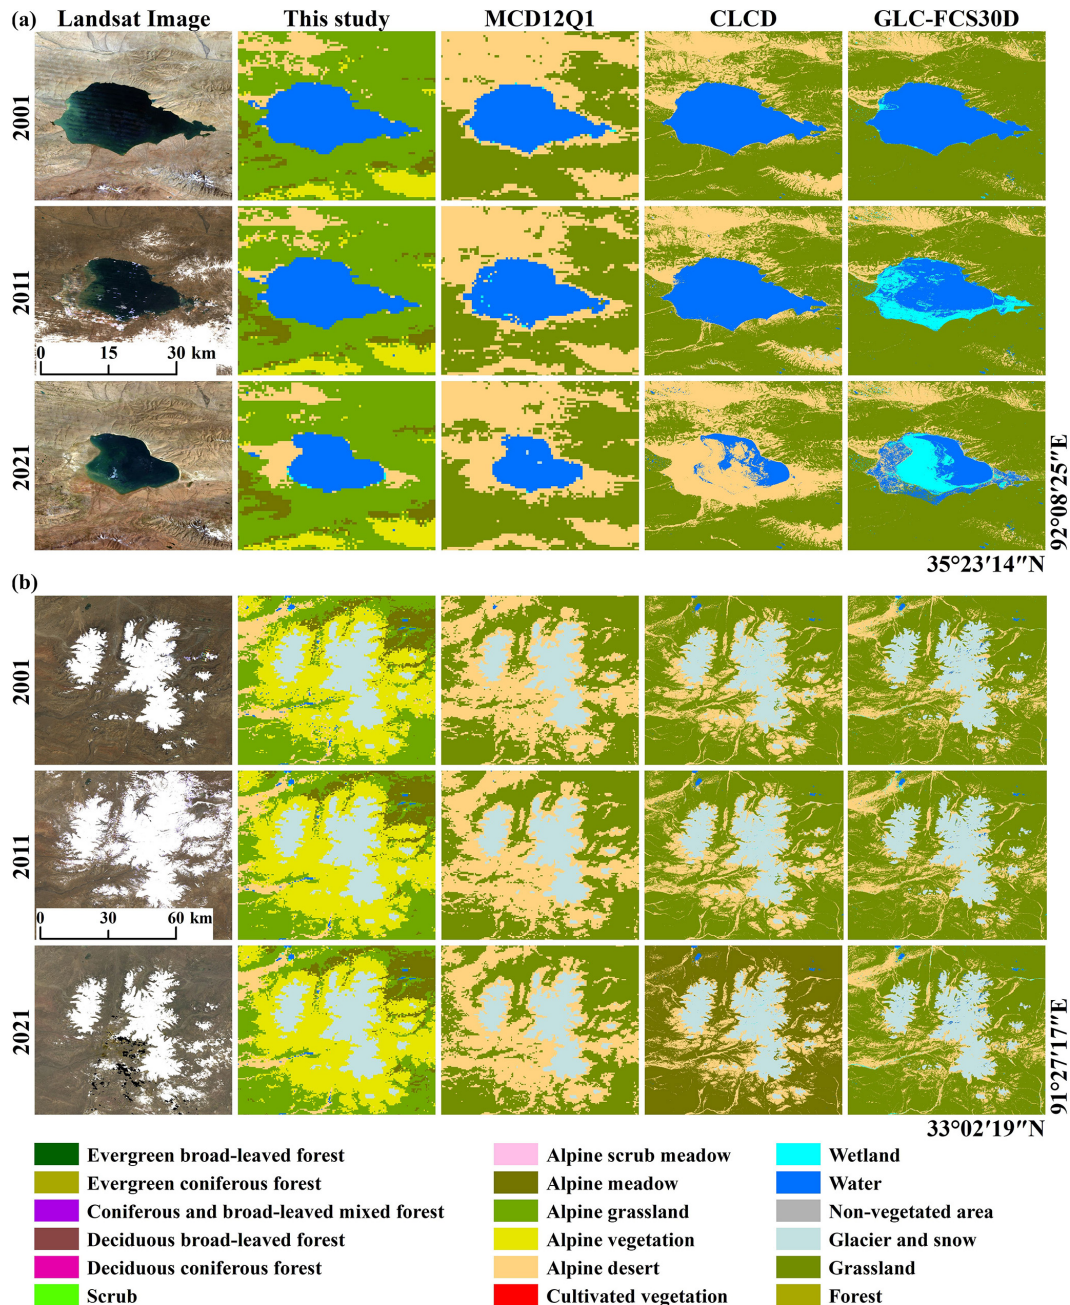 (a) Landsat Image This study MCD12Q1 CLCD GLC-FCS30D
2001
2011
0 15 30 km
2021
92°08′25″E
35°23′14″N
(b)
2001
2011
0 30 60 km
2021
91°27′17″E
33°02′19″N
Evergreen broad-leaved forest
Evergreen coniferous forest
Coniferous and broad-leaved mixed forest
Deciduous broad-leaved forest
Deciduous coniferous forest
Scrub
Alpine scrub meadow
Alpine meadow
Alpine grassland
Alpine vegetation
Alpine desert
Cultivated vegetation
Wetland
Water
Non-vegetated area
Glacier and snow
Grassland
Forest